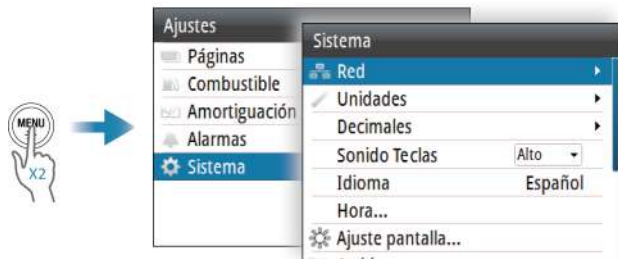 Ajustes
Páginas
Combustible
Amortiguación
Alarmas
Sistema
MENU
X2
Sistema
Red
Unidades
Decimales
Sonido Teclas Alto
Idioma Español
Hora...
Ajuste pantalla...